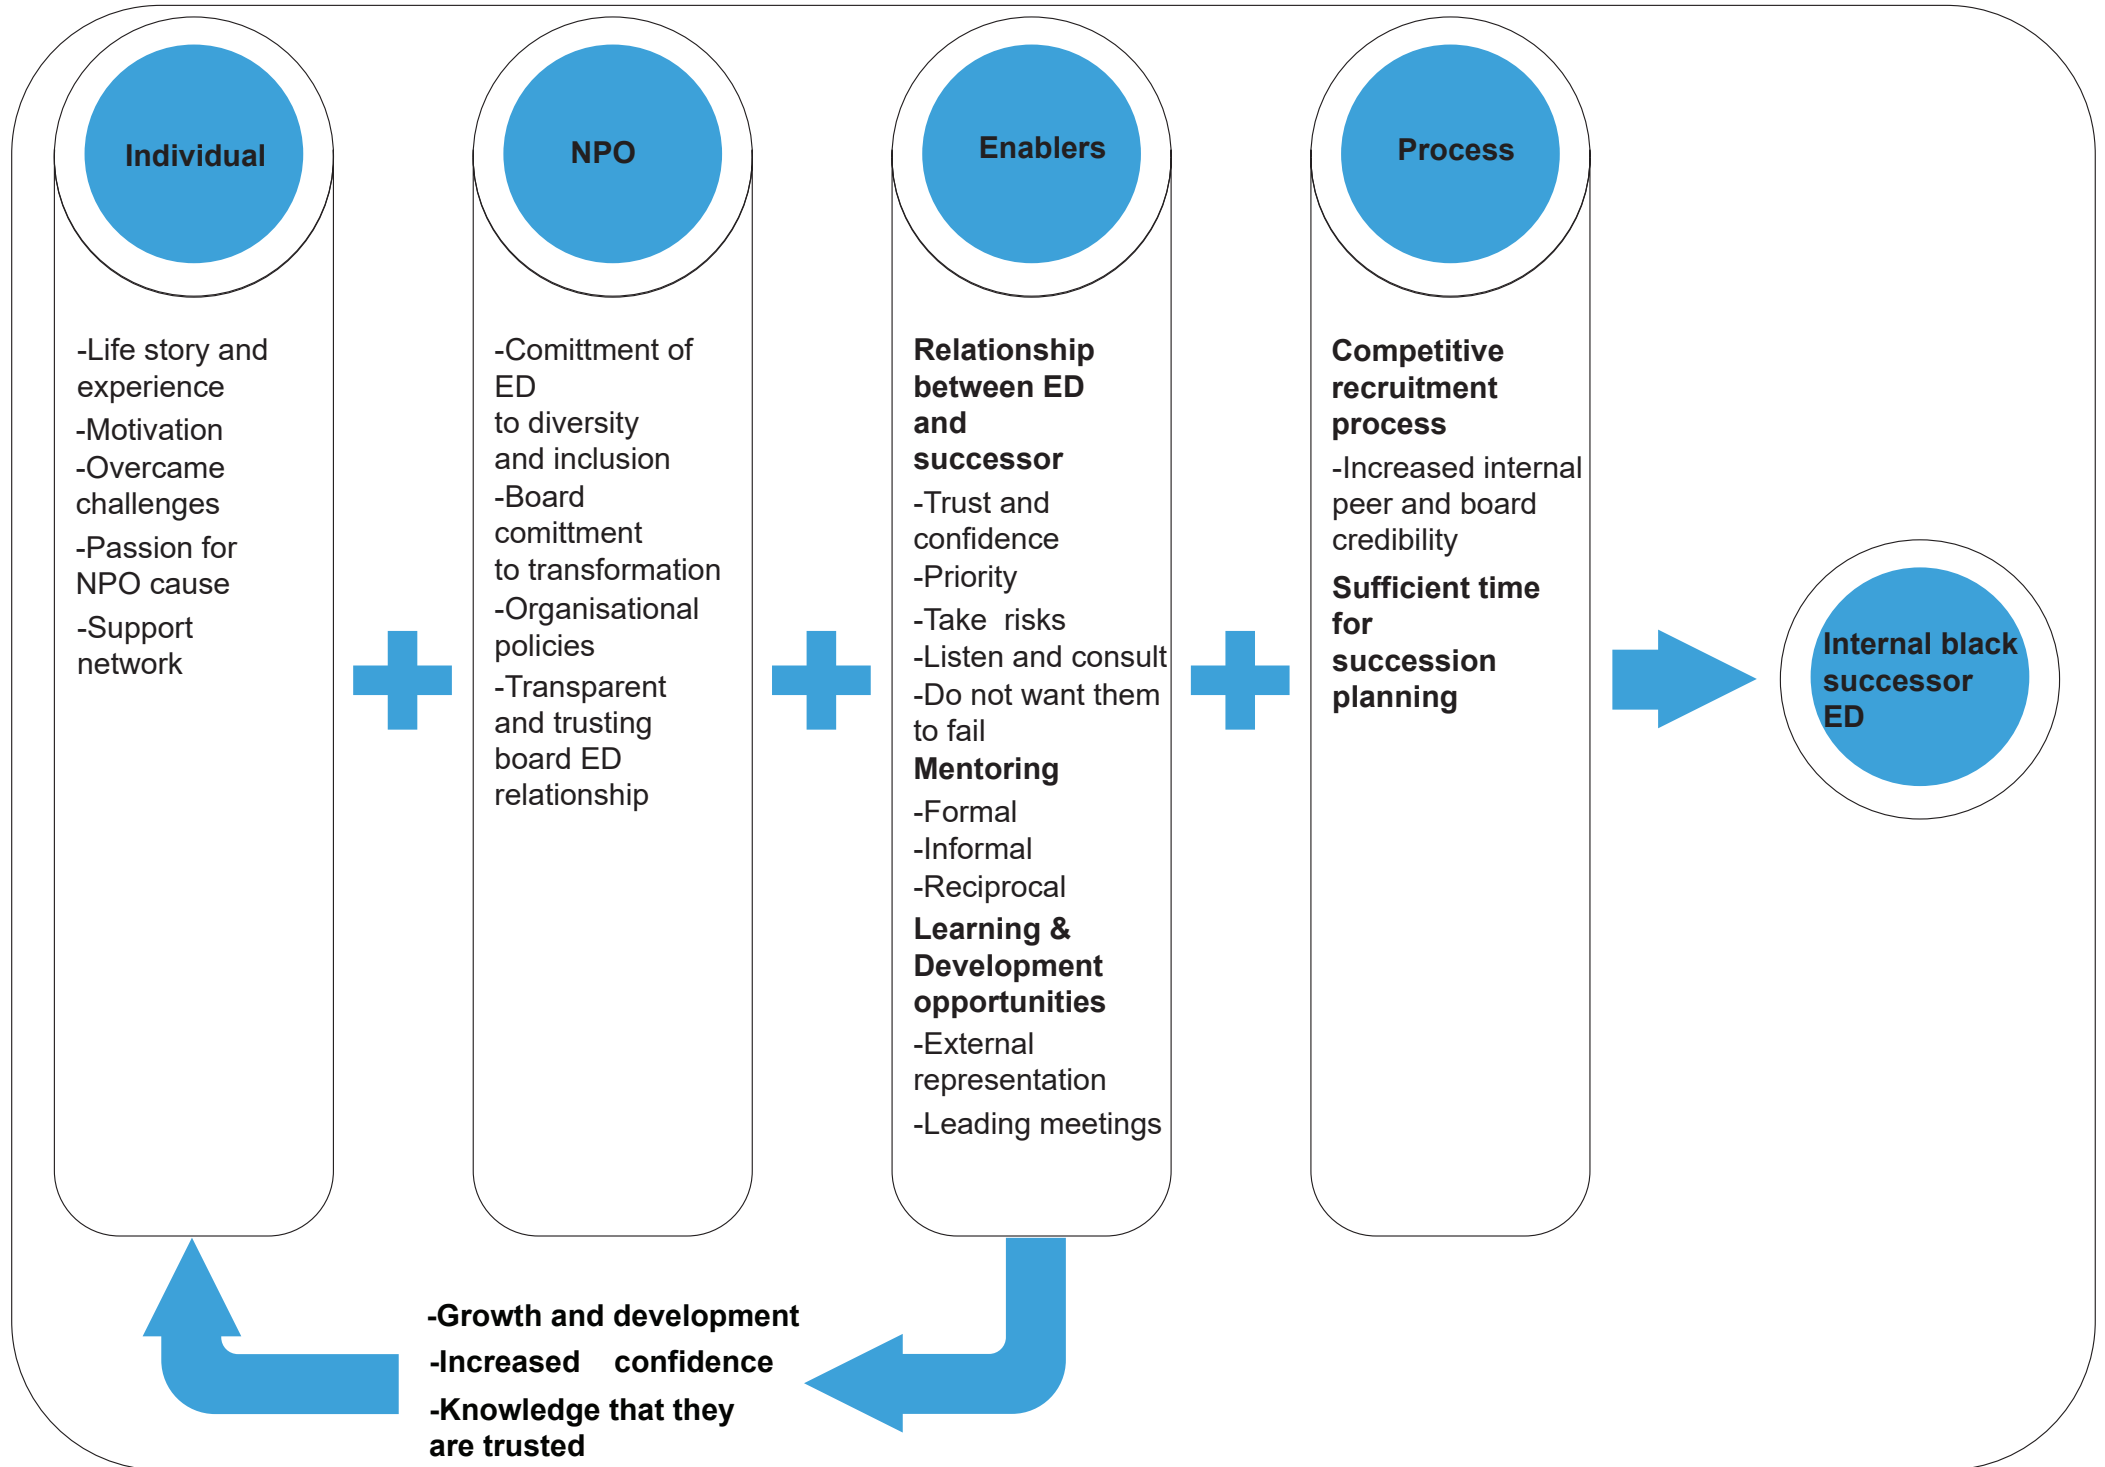 Individual
-Life story and
experience
-Motivation
-Overcame
challenges
-Passion for
NPO cause
-Support
network
NPO
-Comittment of
ED
to diversity
and inclusion
-Board
comittment
to transformation
-Organisational
policies
-Transparent
and trusting
board ED
relationship
Enablers
Relationship
between ED
and
successor
-Trust and
confidence
-Priority
-Take risks
-Listen and consult
-Do not want them
to fail
Mentoring
-Formal
-Informal
-Reciprocal
Learning &
Development
opportunities
-External
representation
-Leading meetings
Process
Competitive
recruitment
process
-Increased internal
peer and board
credibility
Sufficient time
for
succession
planning
Internal black
successor
ED
-Growth and development
-Increased confidence
-Knowledge that they
are trusted